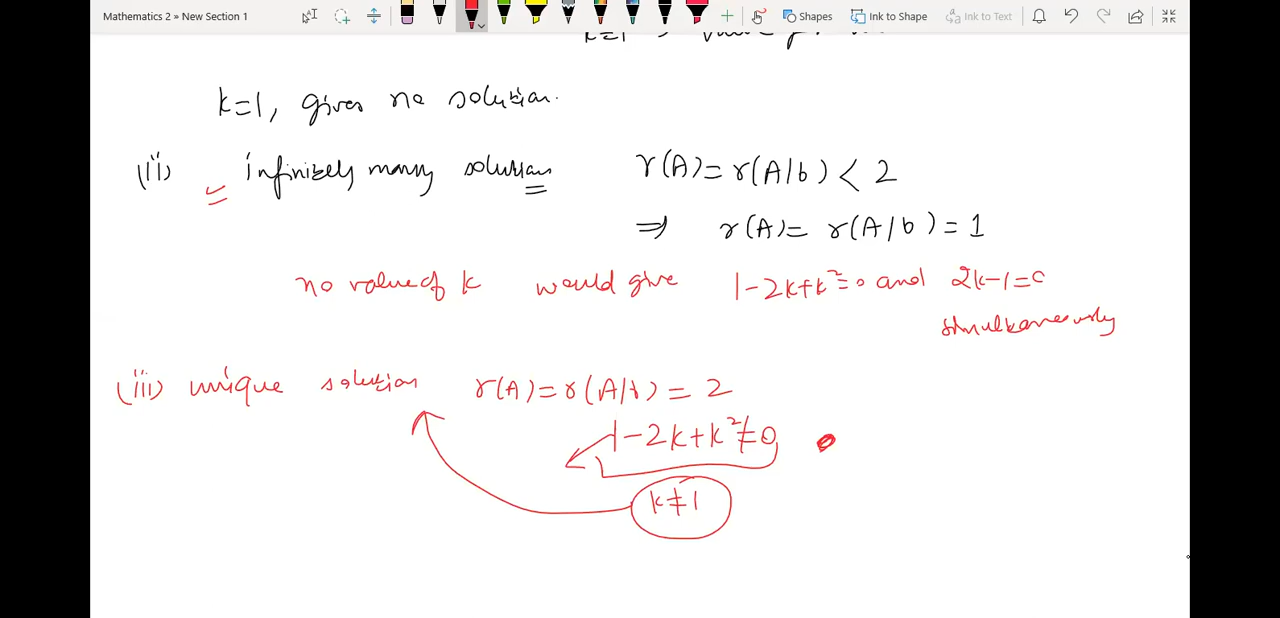 Mathematics 2 » New Section 1
Shapes
Ink to Shape
Ink to Text
k=1
k=1, gives no solution.
(ii) infinitely many solution r(A)=r(A/b) < 2
⇒ r(A)= r(A/b)=1
no value of k would give 1-2k+k²=0 and 2k-1=0
simultaneously
(iii) unique solution r(A)=r(A/b)=2
1-2k+k²≠0
k≠1